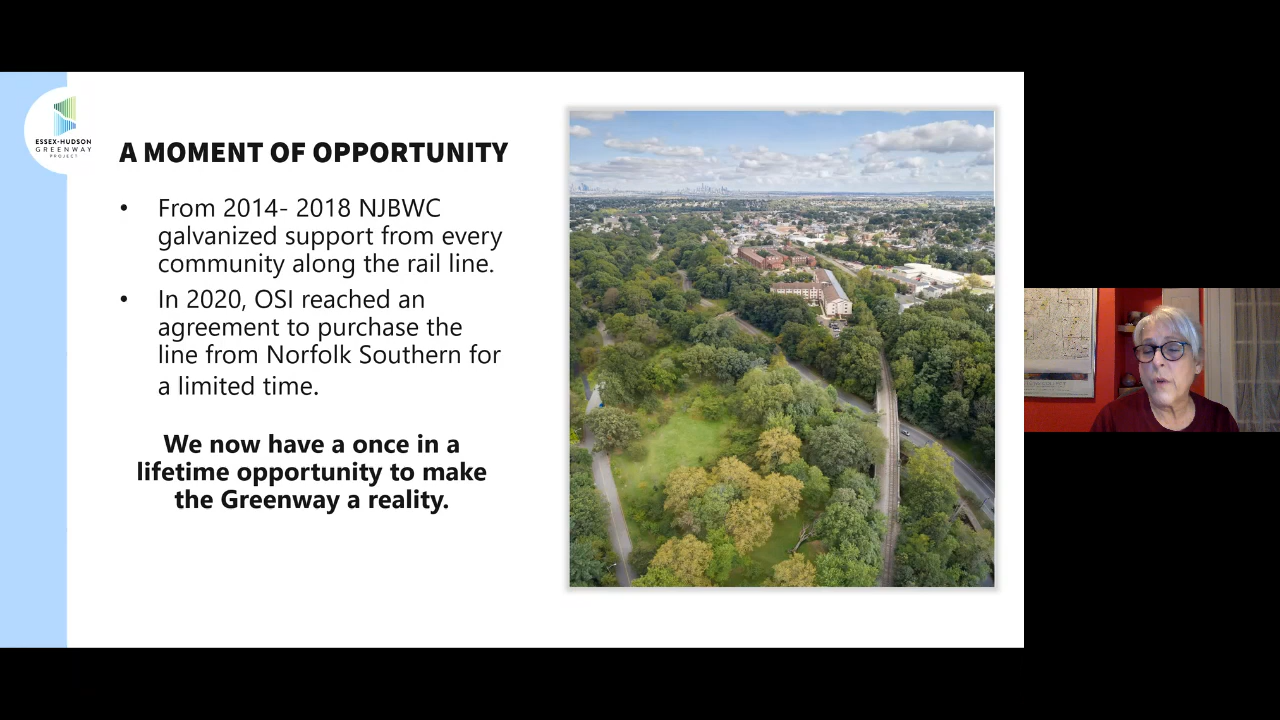 ESSEX-HUDSON
GREENWAY
PROJECT
A MOMENT OF OPPORTUNITY
• From 2014- 2018 NJBWC
galvanized support from every
community along the rail line.
• In 2020, OSI reached an
agreement to purchase the
line from Norfolk Southern for
a limited time.
We now have a once in a
lifetime opportunity to make
the Greenway a reality.